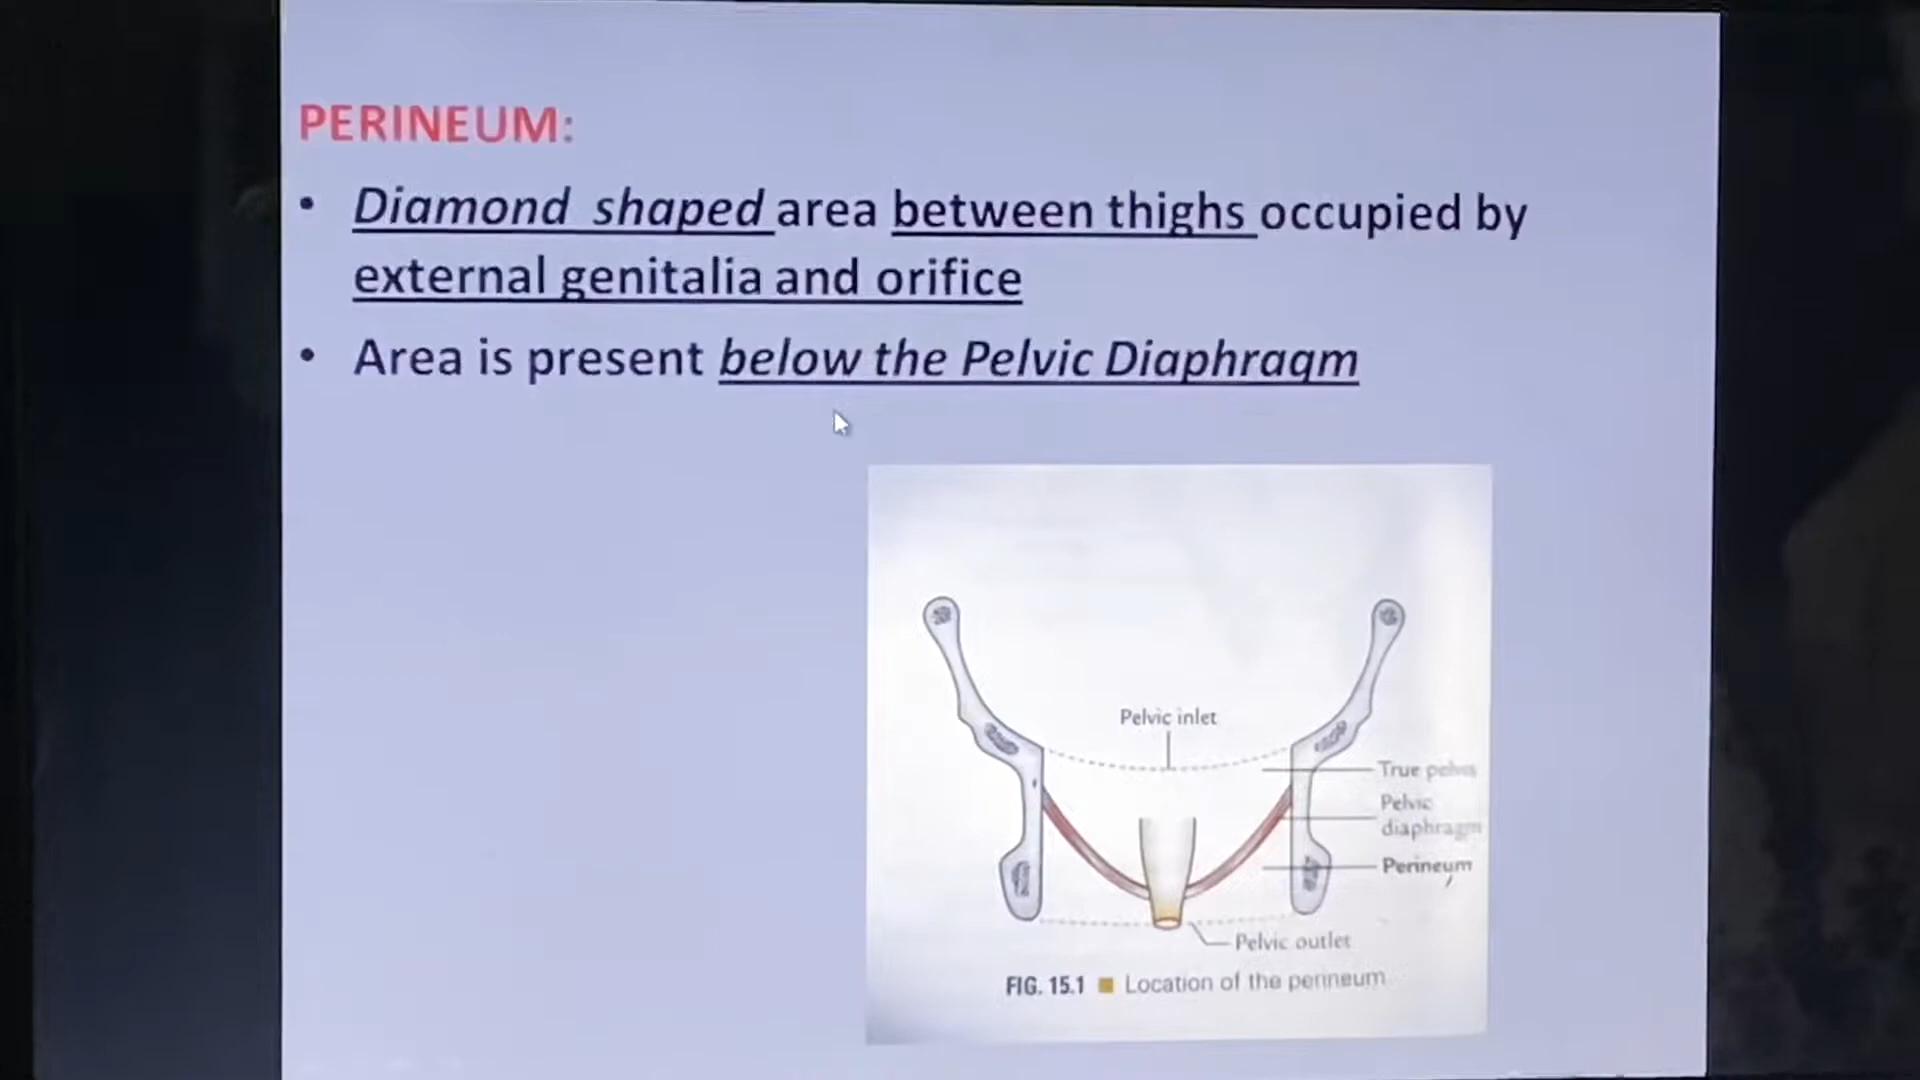 PERINEUM:
• Diamond shaped area between thighs occupied by
external genitalia and orifice
• Area is present below the Pelvic Diaphragm
Pelvic inlet
True pelvis
Pelvic
diaphragm
Perineum
Pelvic outlet
FIG. 15.1 ■ Location of the perineum